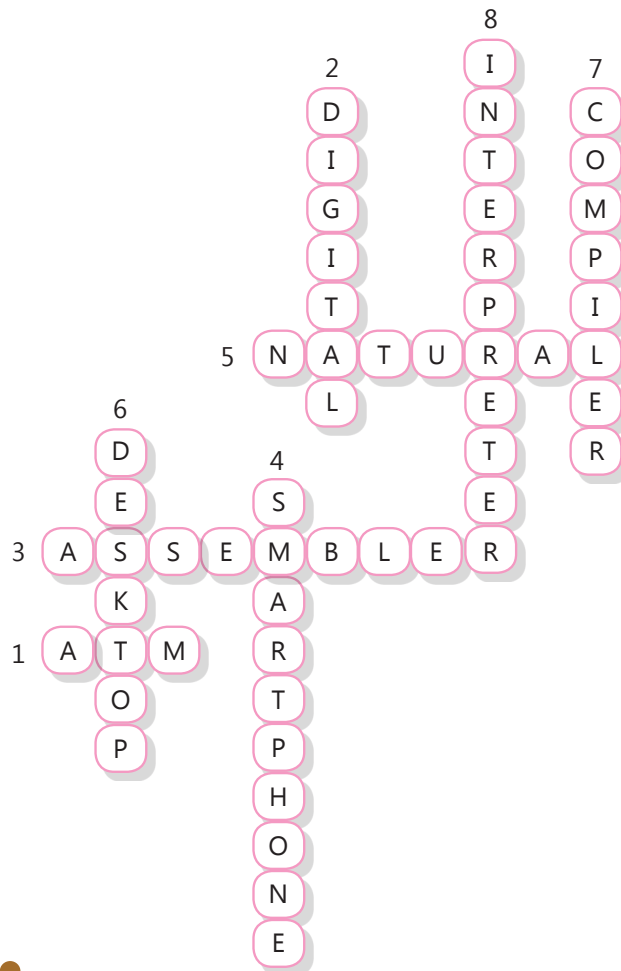 8
I
2 7
D N C
I T O
G E M
I R P
T P I
5 N A T U R A L
L E E
6
D T R
4
E S E
3 A S S E M B L E R
K A
1 A T M R
O T
P P
H
O
N
E